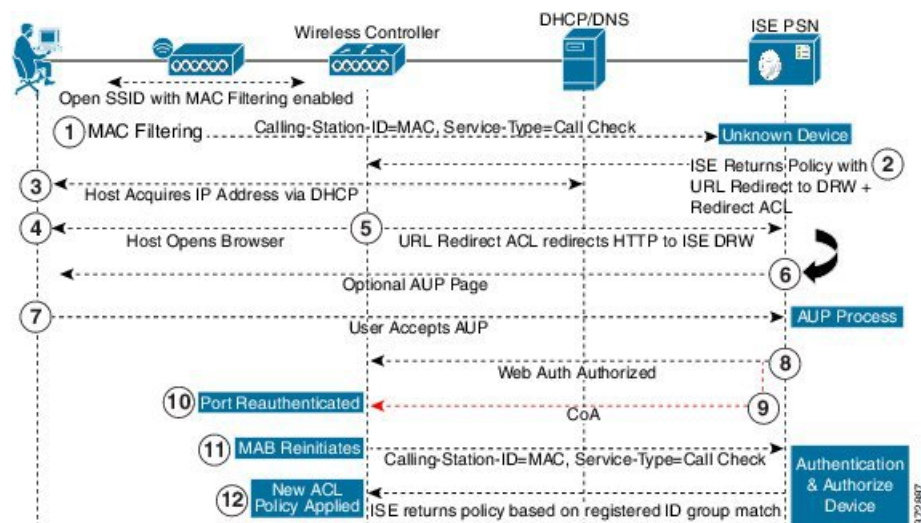 DHCP/DNS
ISE PSN
Wireless Controller
Open SSID with MAC Filtering enabled
1 MAC Filtering
Calling-Station-ID=MAC, Service-Type=Call Check
Unknown Device
ISE Returns Policy with
URL Redirect to DRW +
Redirect ACL
2
3
Host Acquires IP Address via DHCP
4
Host Opens Browser
5
URL Redirect ACL redirects HTTP to ISE DRW
6
Optional AUP Page
7
User Accepts AUP
AUP Process
8
Web Auth Authorized
9
10 Port Reauthenticated
CoA
11 MAB Reinitiates
Calling-Station-ID=MAC, Service-Type=Call Check
Authentication
& Authorize
Device
12 New ACL
Policy Applied
ISE returns policy based on registered ID group match